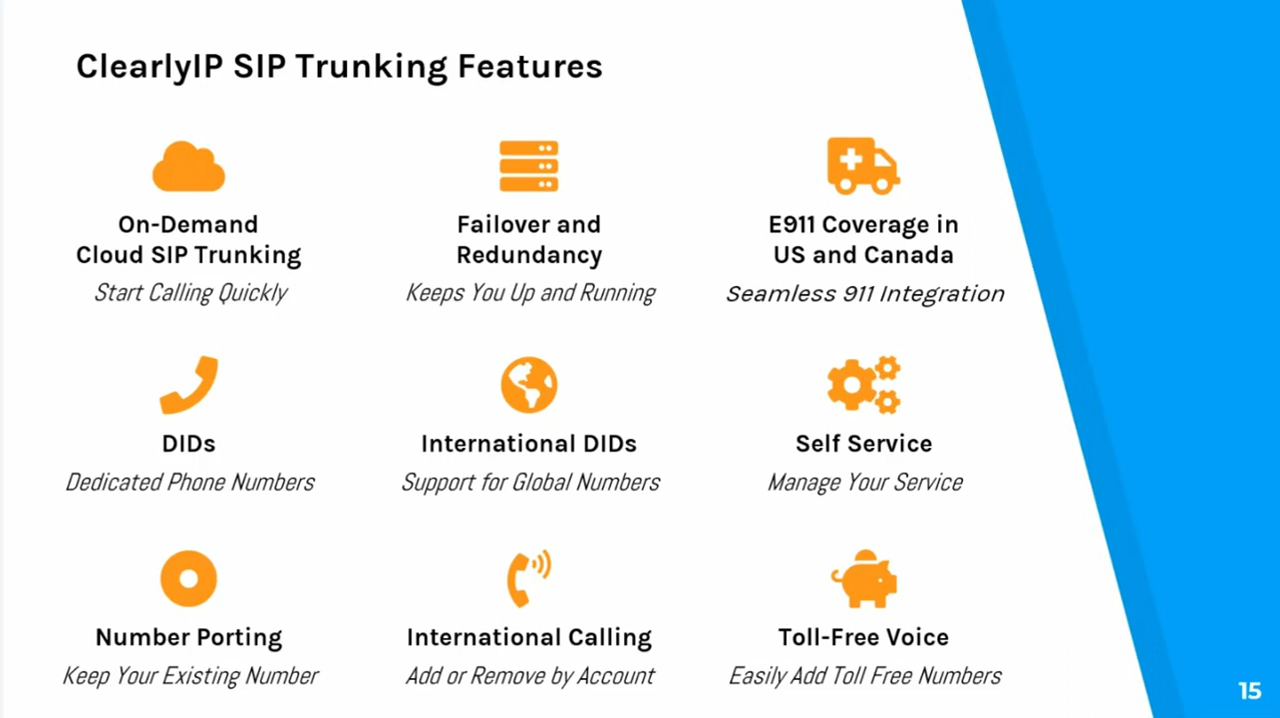 ClearlyIP SIP Trunking Features
On-Demand
Cloud SIP Trunking
Start Calling Quickly
Failover and
Redundancy
Keeps You Up and Running
E911 Coverage in
US and Canada
Seamless 911 Integration
DIDs
Dedicated Phone Numbers
International DIDs
Support for Global Numbers
Self Service
Manage Your Service
Number Porting
Keep Your Existing Number
International Calling
Add or Remove by Account
Toll-Free Voice
Easily Add Toll Free Numbers
15